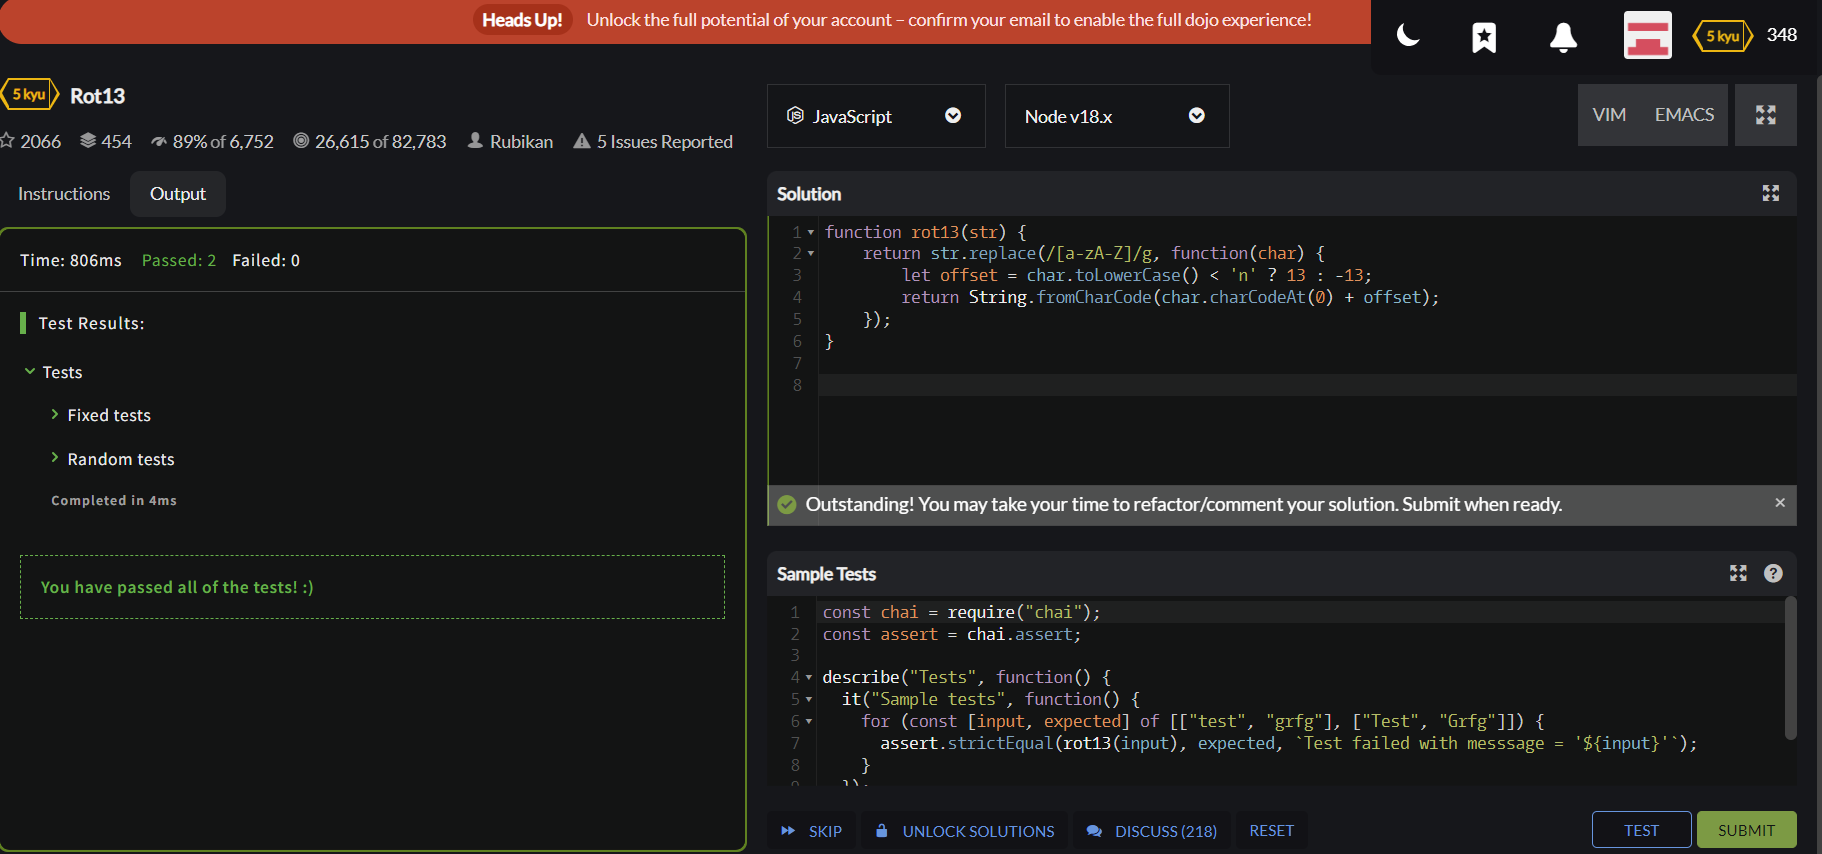 Heads Up! Unlock the full potential of your account – confirm your email to enable the full dojo experience!
5 kyu 348
5 kyu Rot13
2066 454 89% of 6,752 26,615 of 82,783 Rubikan 5 Issues Reported
Instructions Output
Time: 806ms Passed: 2 Failed: 0
Test Results:
Tests
Fixed tests
Random tests
Completed in 4ms
You have passed all of the tests! :)
JS JavaScript Node v18.x VIM EMACS
Solution
1 function rot13(str) {
2 return str.replace(/[a-zA-Z]/g, function(char) {
3 let offset = char.toLowerCase() < 'n' ? 13 : -13;
4 return String.fromCharCode(char.charCodeAt(0) + offset);
5 });
6 }
7
8
Outstanding! You may take your time to refactor/comment your solution. Submit when ready. ×
Sample Tests ?
1 const chai = require("chai");
2 const assert = chai.assert;
3
4 describe("Tests", function() {
5 it("Sample tests", function() {
6 for (const [input, expected] of [["test", "grfg"], ["Test", "Grfg"]]) {
7 assert.strictEqual(rot13(input), expected, `Test failed with messsage = '${input}'`);
8 }
9 });
SKIP UNLOCK SOLUTIONS DISCUSS (218) RESET TEST SUBMIT